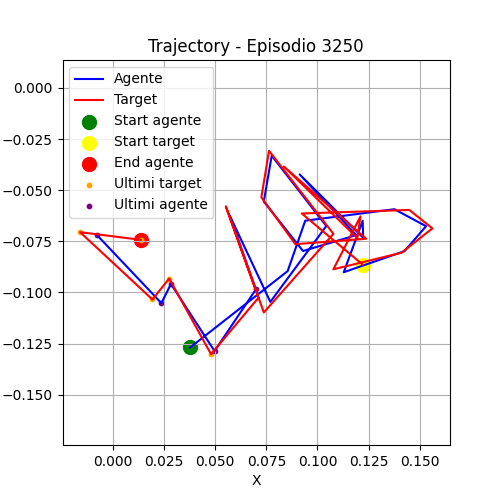 Trajectory - Episodio 3250
Agente
Target
Start agente
Start target
End agente
Ultimi target
Ultimi agente
0.000
−0.025
−0.050
−0.075
−0.100
−0.125
−0.150
0.000 0.025 0.050 0.075 0.100 0.125 0.150
X